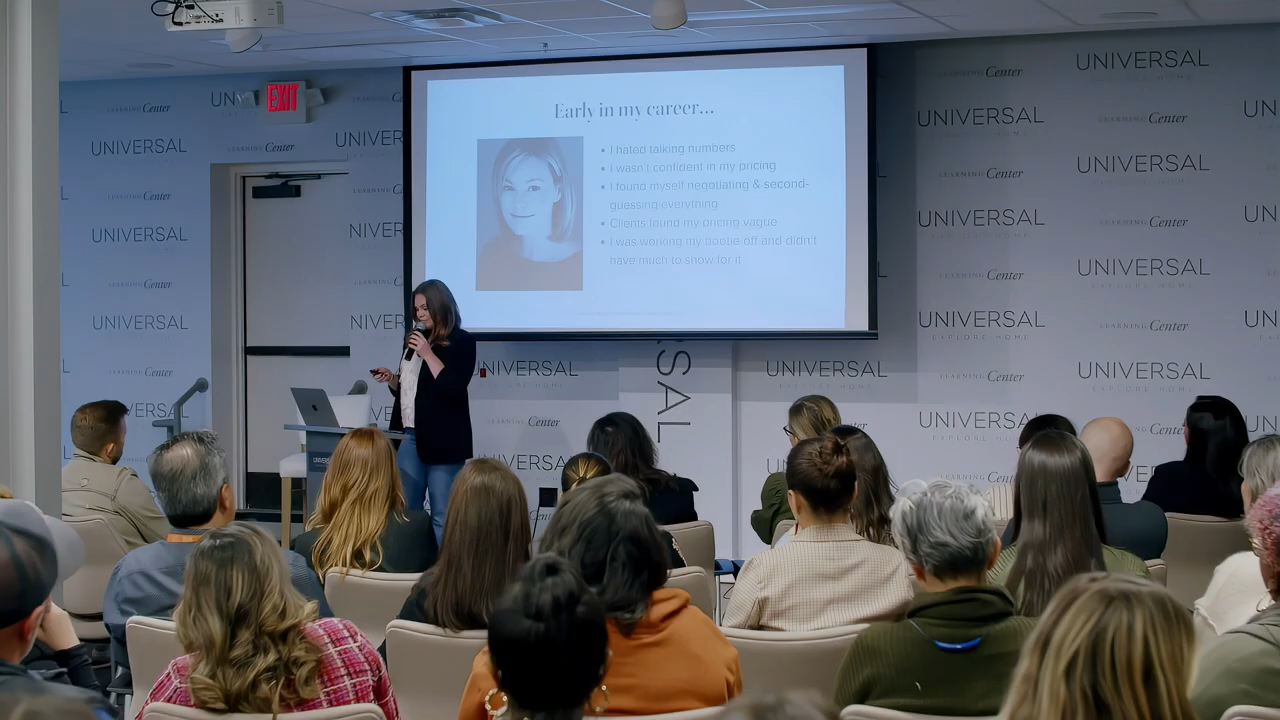 EXIT
Early in my career...
• I hated talking numbers
• I wasn't confident in my pricing
• I found myself negotiating & second-
guessing everything
• Clients found my pricing vague
• I was working my bootie off and didn't
have much to show for it
UNIVERSAL
EXPLORE HOME
LEARNING Center